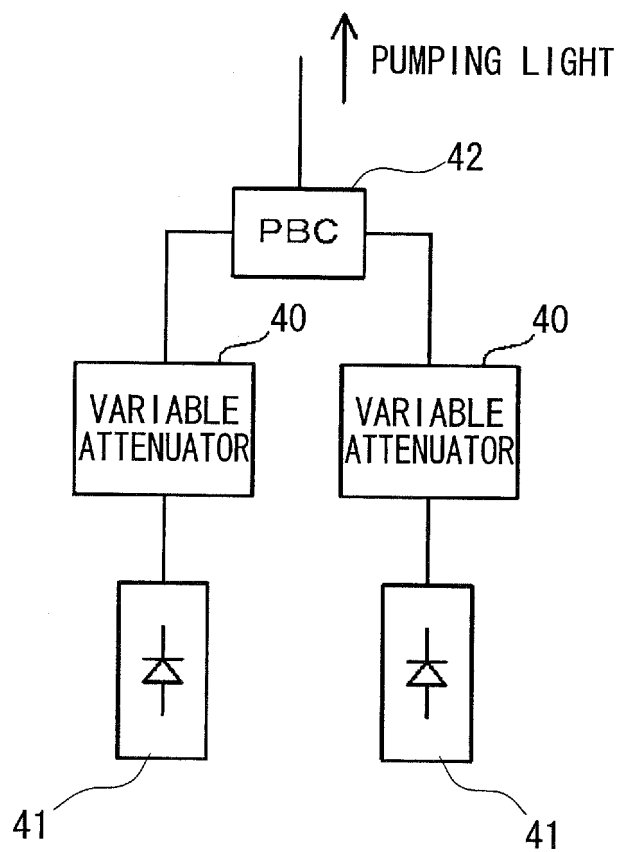 PUMPING LIGHT
42
PBC
40
40
VARIABLE
ATTENUATOR
VARIABLE
ATTENUATOR
41
41